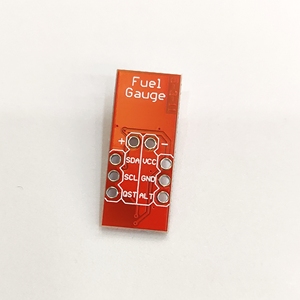 Fuel
Gauge
+ -
SDA VCC
SCL GND
QST ALT